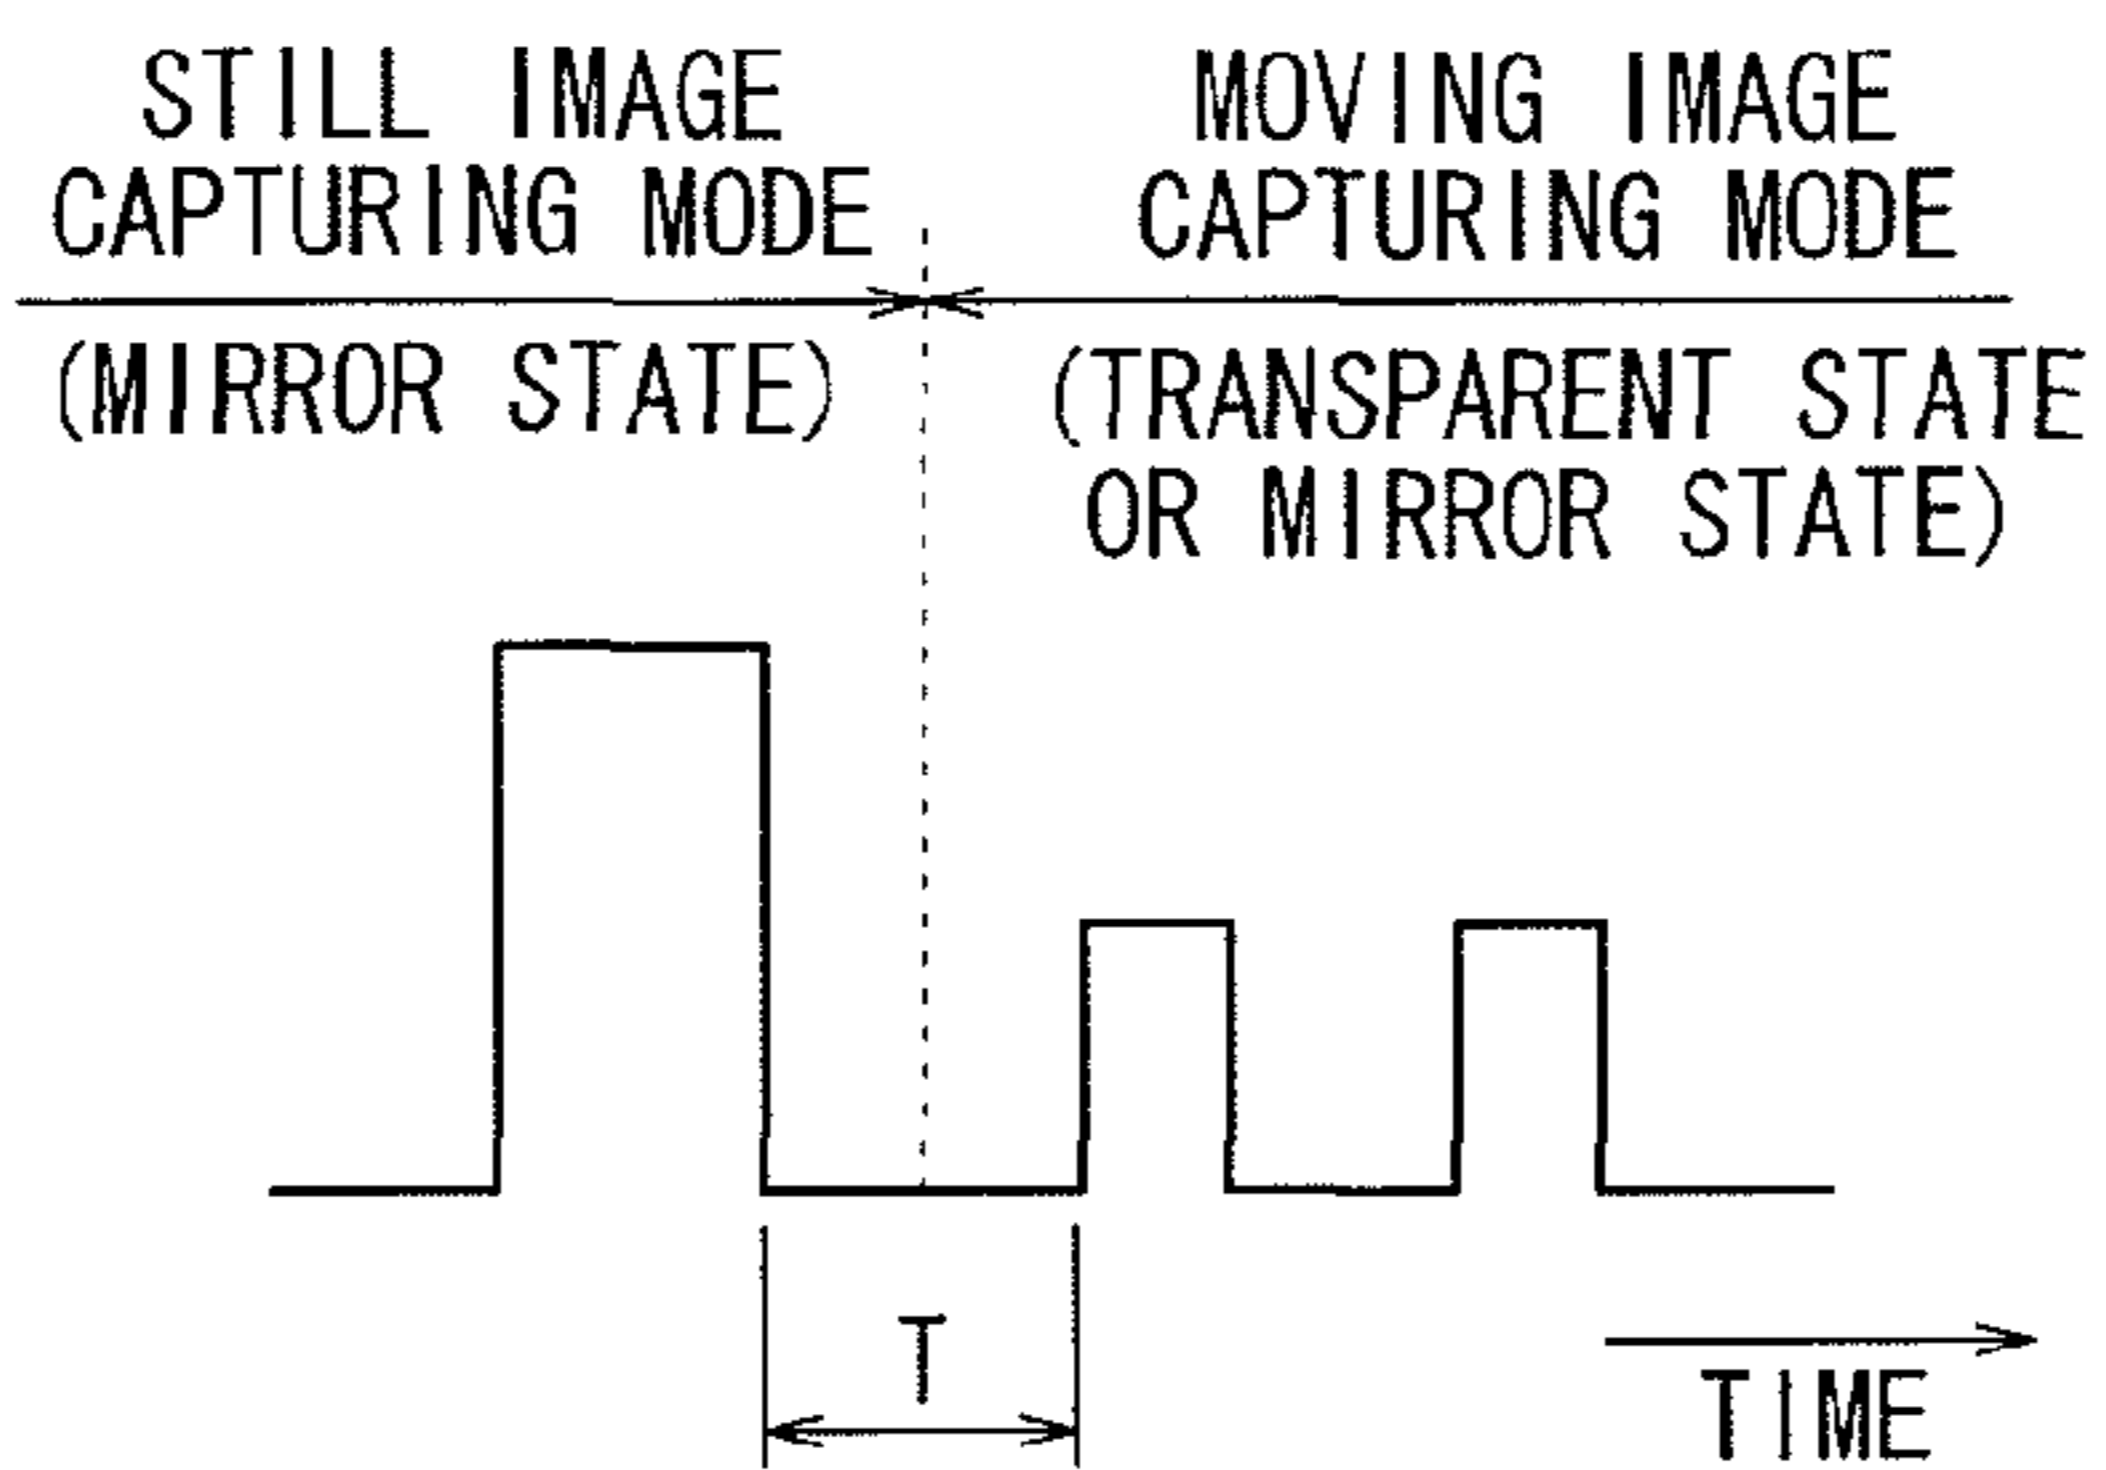 STILL IMAGE
CAPTURING MODE
(MIRROR STATE)
MOVING IMAGE
CAPTURING MODE
(TRANSPARENT STATE
OR MIRROR STATE)
T
TIME